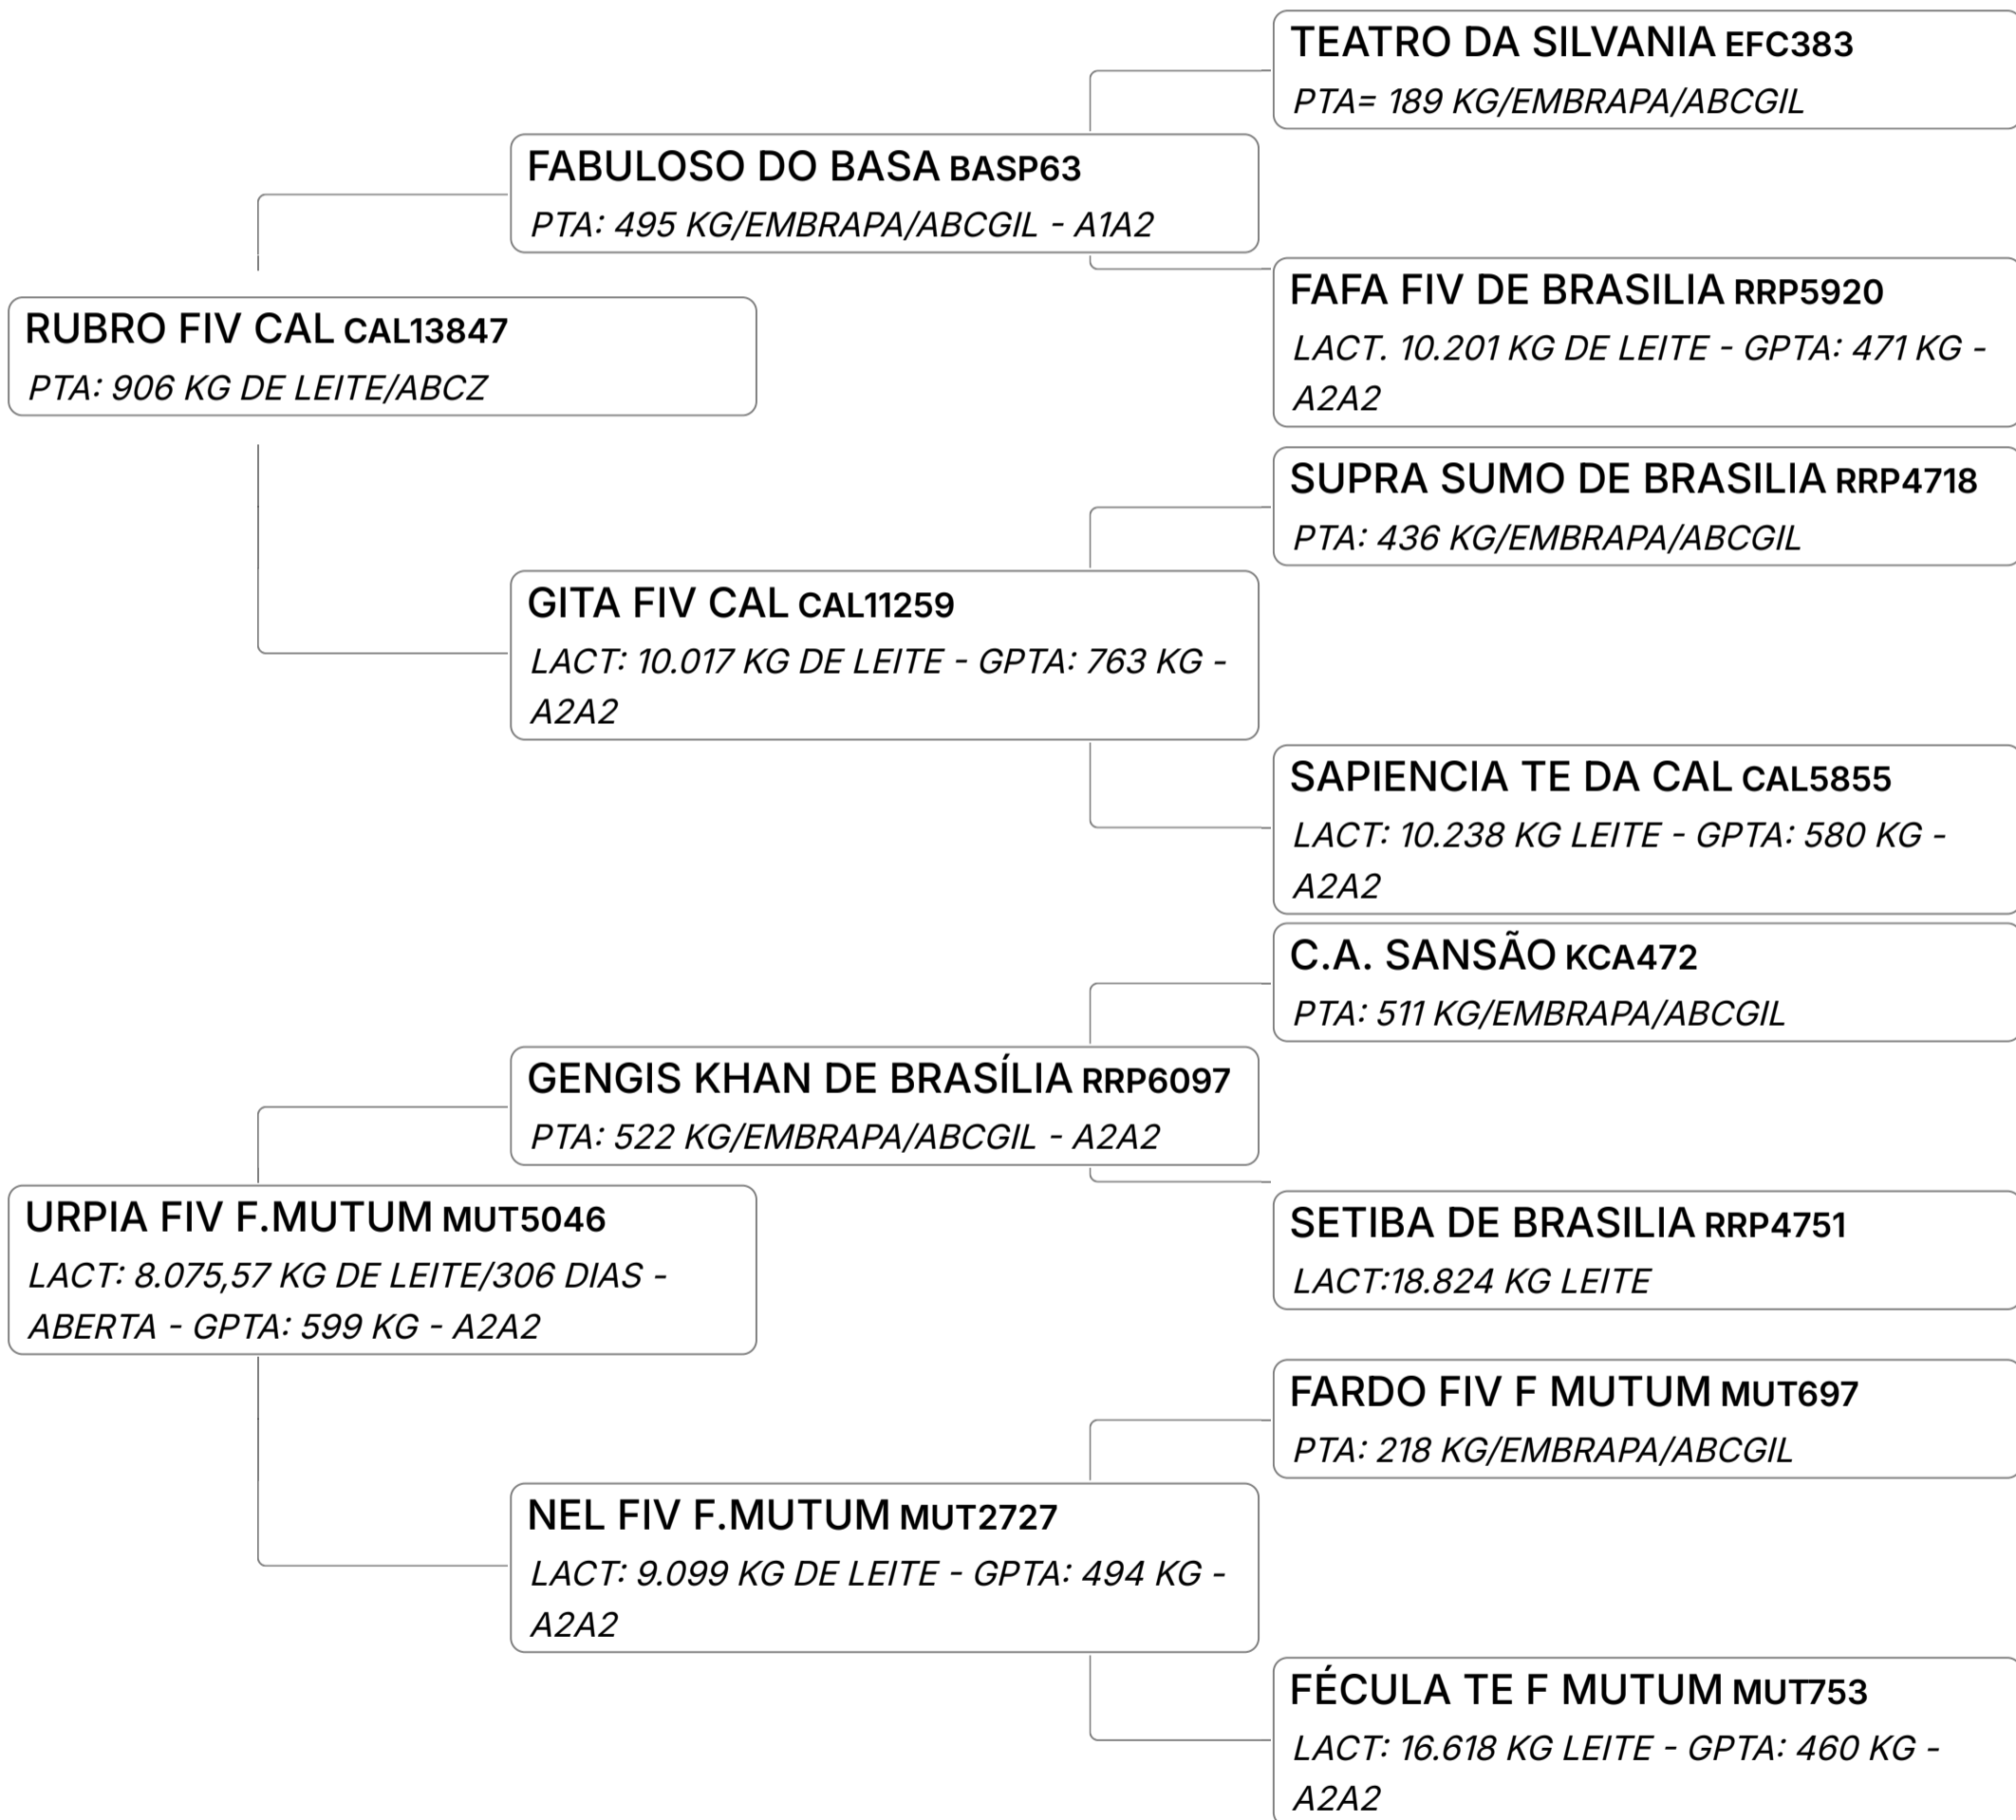 TEATRO DA SILVANIA EFC383
PTA= 189 KG/EMBRAPA/ABCGIL
FABULOSO DO BASA BASP63
PTA: 495 KG/EMBRAPA/ABCGIL - A1A2
FAFA FIV DE BRASILIA RRP5920
LACT. 10.201 KG DE LEITE - GPTA: 471 KG -
A2A2
RUBRO FIV CAL CAL13847
PTA: 906 KG DE LEITE/ABCZ
SUPRA SUMO DE BRASILIA RRP4718
PTA: 436 KG/EMBRAPA/ABCGIL
GITA FIV CAL CAL11259
LACT: 10.017 KG DE LEITE - GPTA: 763 KG -
A2A2
SAPIENCIA TE DA CAL CAL5855
LACT: 10.238 KG LEITE - GPTA: 580 KG -
A2A2
C.A. SANSÃO KCA472
PTA: 511 KG/EMBRAPA/ABCGIL
GENGIS KHAN DE BRASÍLIA RRP6097
PTA: 522 KG/EMBRAPA/ABCGIL - A2A2
SETIBA DE BRASILIA RRP4751
LACT:18.824 KG LEITE
URPIA FIV F.MUTUM MUT5046
LACT: 8.075,57 KG DE LEITE/306 DIAS -
ABERTA - GPTA: 599 KG - A2A2
FARDO FIV F MUTUM MUT697
PTA: 218 KG/EMBRAPA/ABCGIL
NEL FIV F.MUTUM MUT2727
LACT: 9.099 KG DE LEITE - GPTA: 494 KG -
A2A2
FÉCULA TE F MUTUM MUT753
LACT: 16.618 KG LEITE - GPTA: 460 KG -
A2A2